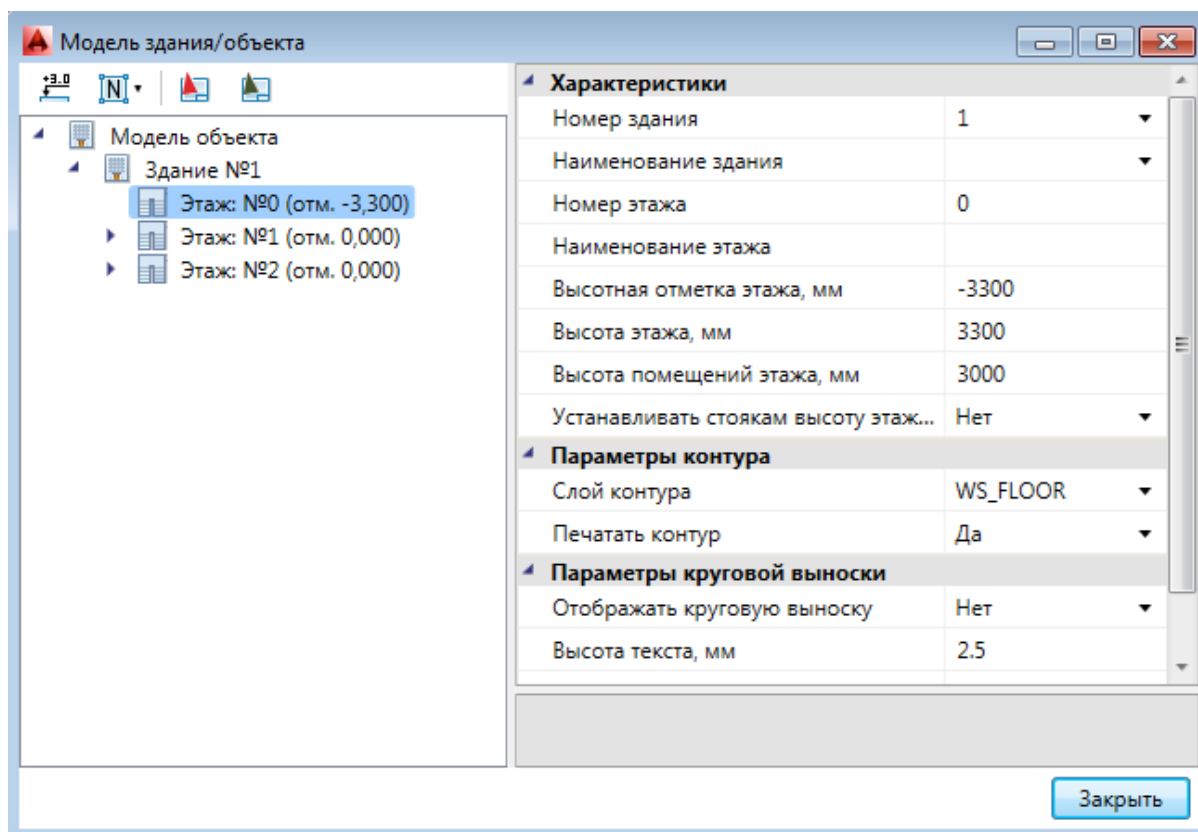 Модель здания/объекта
+3.0
N
Модель объекта
Здание №1
Этаж: №0 (отм. -3,300)
Этаж: №1 (отм. 0,000)
Этаж: №2 (отм. 0,000)
Характеристики
Номер здания 1
Наименование здания
Номер этажа 0
Наименование этажа
Высотная отметка этажа, мм -3300
Высота этажа, мм 3300
Высота помещений этажа, мм 3000
Устанавливать стоякам высоту этаж... Нет
Параметры контура
Слой контура WS_FLOOR
Печатать контур Да
Параметры круговой выноски
Отображать круговую выноску Нет
Высота текста, мм 2.5
Закрыть